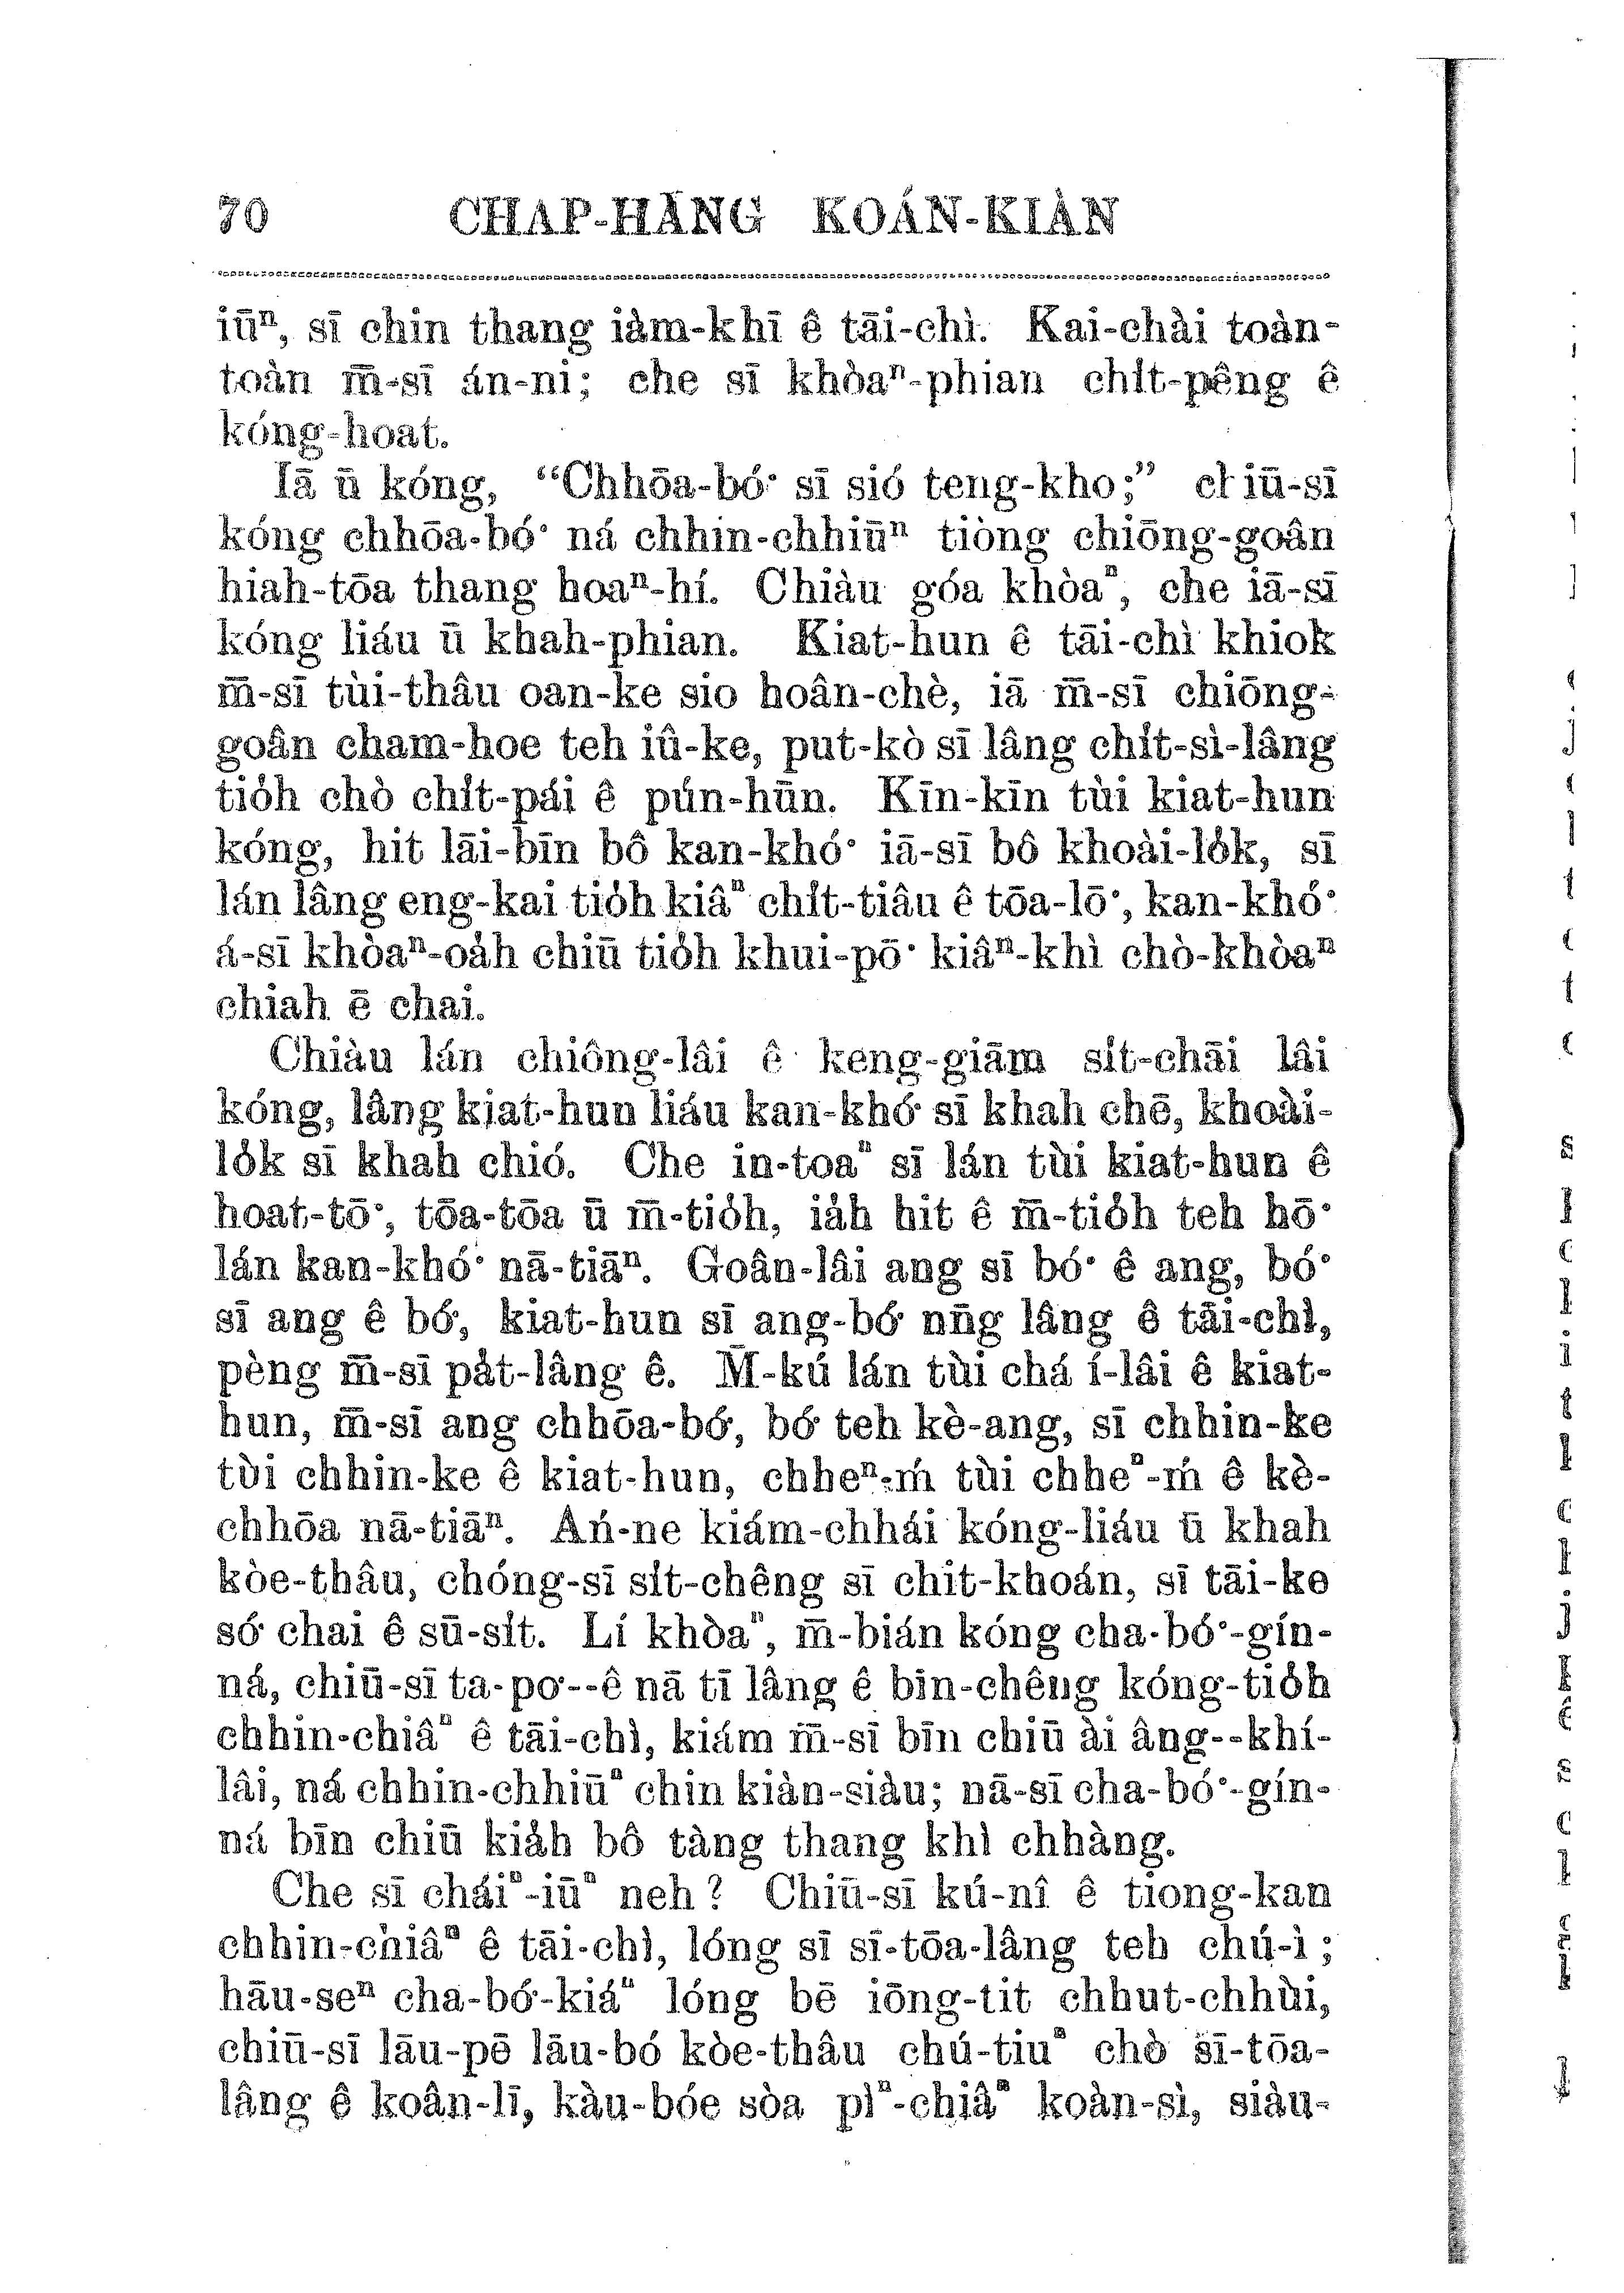 70 CHAP-HĀNG KOÁN-KIÀN
iūⁿ, sī chin thang iàm-khì ê tāi-chì. Kai-chài toàn-
toàn m̄-sī án-ni; che sī khòaⁿ-phian chi̍t-pêng ê
kóng-hoat.
Iā ū kóng, “Chhōa-bó͘ sī sió teng-kho;” chiū-sī
kóng chhōa-bó͘ ná chhin-chhiūⁿ tiòng chiōng-goân
hiah-tōa thang hoaⁿ-hí. Chiàu góa khòaⁿ, che iā-sī
kóng liáu ū khah-phian. Kiat-hun ê tāi-chì khiok
m̄-sī tùi-thâu oan-ke sio hoân-chè, iā m̄-sī chiōng-
goân cham-hoe teh iû-ke, put-kò sī lâng chi̍t-sì-lâng
tio̍h chò chi̍t-pái ê pún-hūn. Kīn-kīn tùi kiat-hun
kóng, hit lāi-bīn bô kan-khó͘ iā-sī bô khoài-lo̍k, sī
lán lâng eng-kai tio̍h kiâⁿ chi̍t-tiâu ê tōa-lō͘, kan-khó͘
á-sī khòaⁿ-oa̍h chiū tio̍h khui-pō͘ kiâⁿ-khì chò-khòaⁿ
chiah ē chai.
Chiàu lán chiông-lâi ê keng-giām si̍t-chāi lâi
kóng, lâng kiat-hun liáu kan-khó͘ sī khah chē, khoài-
lo̍k sī khah chió. Che in-toaⁿ sī lán tùi kiat-hun ê
hoat-tō͘, tōa-tōa ū m̄-tio̍h, ia̍h hit ê m̄-tio̍h teh hō͘
lán kan-khó͘ nā-tiāⁿ. Goân-lâi ang sī bó͘ ê ang, bó͘
sī ang ê bó͘, kiat-hun sī ang-bó͘ nn̄g lâng ê tāi-chì,
pèng m̄-sī pa̍t-lâng ê. M̄-kú lán tùi chá í-lâi ê kiat-
hun, m̄-sī ang chhōa-bó͘, bó͘ teh kè-ang, sī chhin-ke
tùi chhin-ke ê kiat-hun, chheⁿ-ḿ tùi chheⁿ-ḿ ê kè-
chhōa nā-tiāⁿ. Ań-ne kiám-chhái kóng-liáu ū khah
kòe-thâu, chóng-sī si̍t-chêng sī chit-khoán, sī tāi-ke
só͘ chai ê sū-si̍t. Lí khòaⁿ, m̄-bián kóng cha-bó͘-gín-
ná, chiū-sī ta-po͘--ê nā tī lâng ê bīn-chêng kóng-tio̍h
chhin-chiâⁿ ê tāi-chì, kiám m̄-sī bīn chiū ài âng--khí-
lâi, ná chhin-chhiūⁿ chin kiàn-siàu; nā-sī cha-bó͘-gín-
ná bīn chiū kia̍h bô tàng thang khì chhàng.
Che sī cháiⁿ-iūⁿ neh? Chiū-sī kú-nî ê tiong-kan
chhin-chiâⁿ ê tāi-chì, lóng sī sī-tōa-lâng teh chú-ì;
hāu-seⁿ cha-bó͘-kiáⁿ lóng bē iōng-tit chhut-chhùi,
chiū-sī lāu-pē lāu-bó kòe-thâu chú-tiuⁿ chò sī-tōa-
lâng ê koân-lī, kàu-bóe sòa pìⁿ-chiâⁿ koàn-sì, siàu-